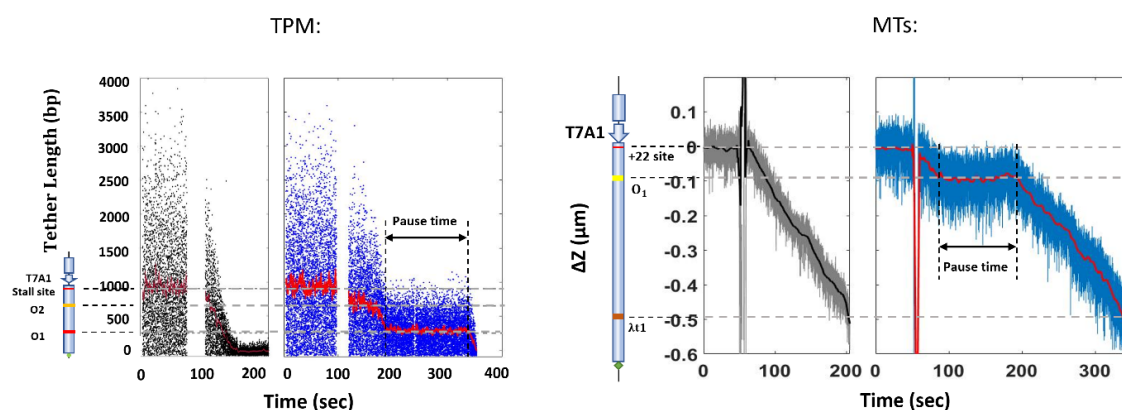 TPM:
MTs:
Tether Length (bp)
4000
3500
3000
2500
2000
1500
1000
500
0
T7A1
Stall site
O2
O1
Pause time
0 100 200
0 100 200 300 400
Time (sec)
ΔZ (µm)
0.1
0
-0.1
-0.2
-0.3
-0.4
-0.5
-0.6
T7A1
+22 site
O₁
λt1
Pause time
0 100 200
0 100 200 300
Time (sec)